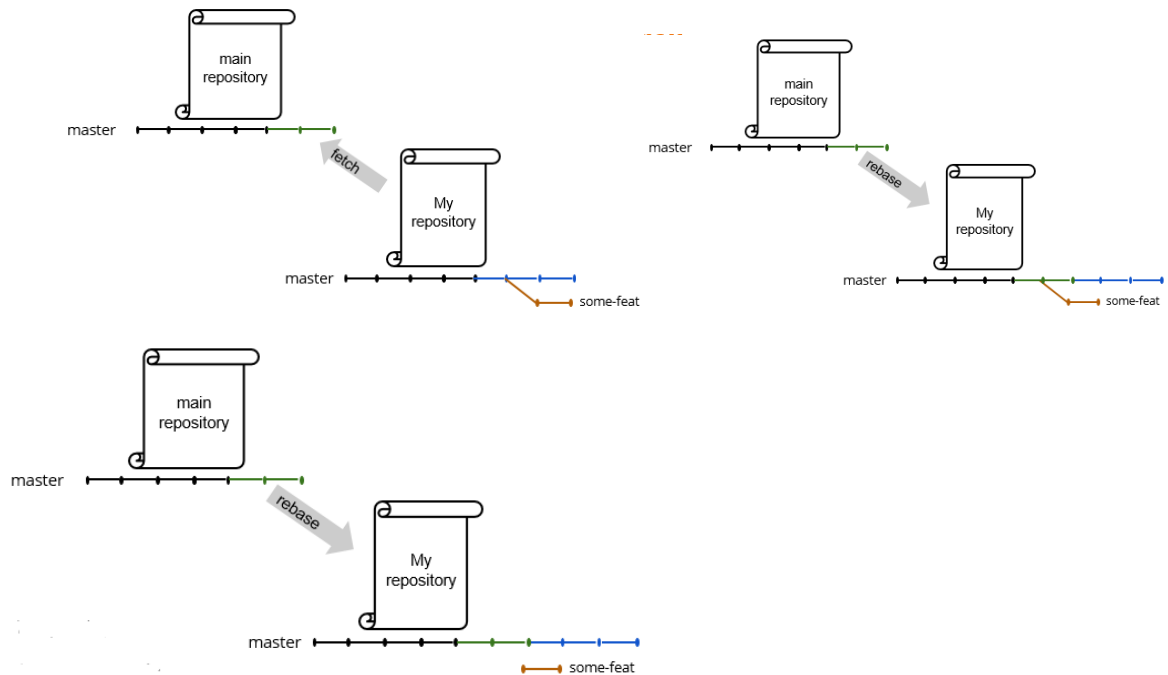 main
repository
master
fetch
My
repository
master
some-feat
main
repository
master
rebase
My
repository
master
some-feat
main
repository
master
rebase
My
repository
master
some-feat